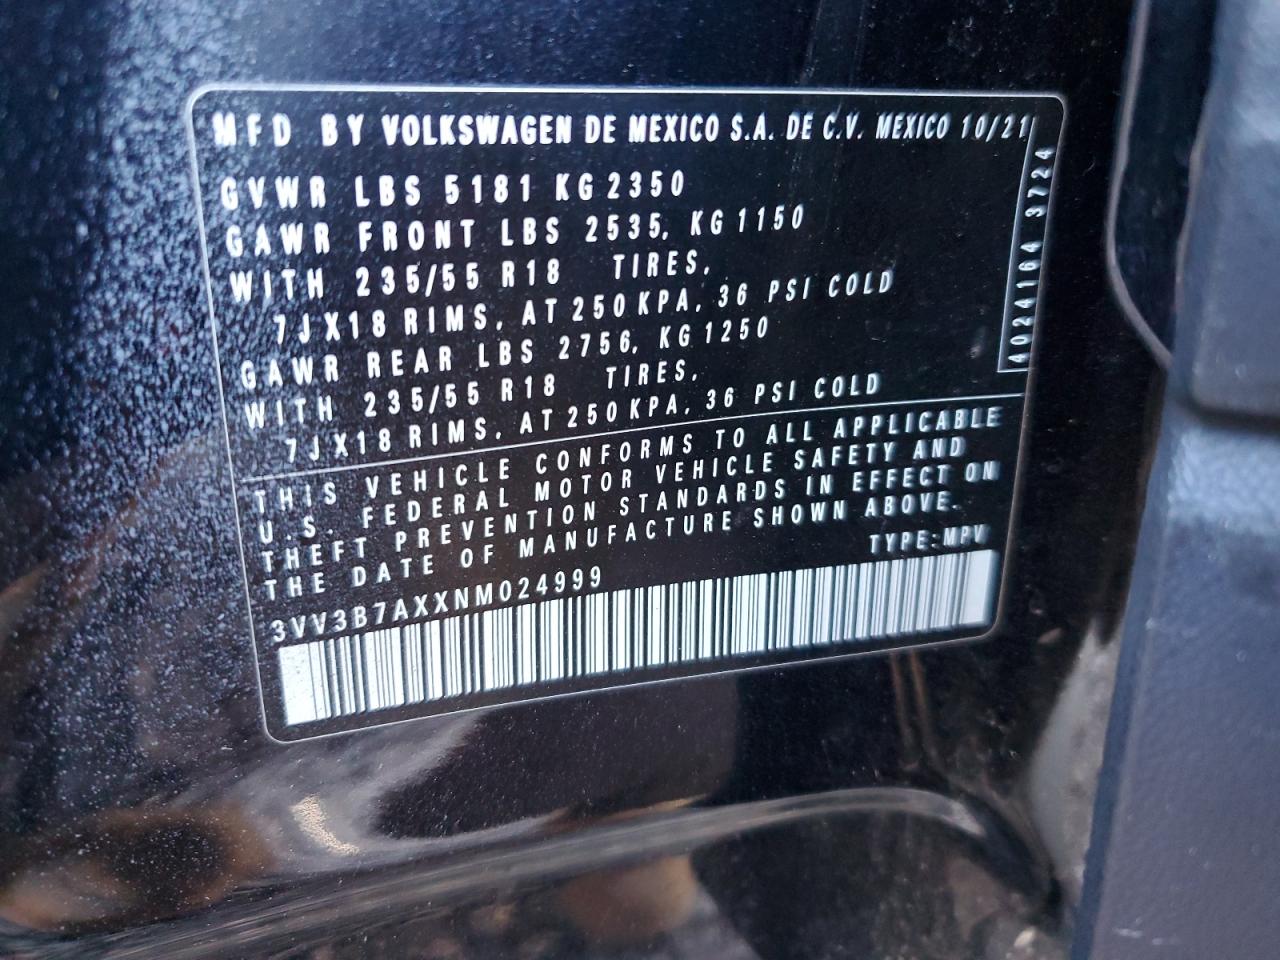 MFD BY VOLKSWAGEN DE MEXICO S.A. DE C.V. MEXICO 10/21
GVWR LBS 5181 KG 2350
GAWR FRONT LBS 2535, KG 1150
WITH 235/55 R18 TIRES,
7JX18 RIMS, AT 250 KPA, 36 PSI COLD
GAWR REAR LBS 2756, KG 1250
WITH 235/55 R18 TIRES,
7JX18 RIMS, AT 250 KPA, 36 PSI COLD
4024164 3724
THIS VEHICLE CONFORMS TO ALL APPLICABLE
U.S. FEDERAL MOTOR VEHICLE SAFETY AND
THEFT PREVENTION STANDARDS IN EFFECT ON
THE DATE OF MANUFACTURE SHOWN ABOVE.
TYPE:MPV
3VV3B7AXXNM024999